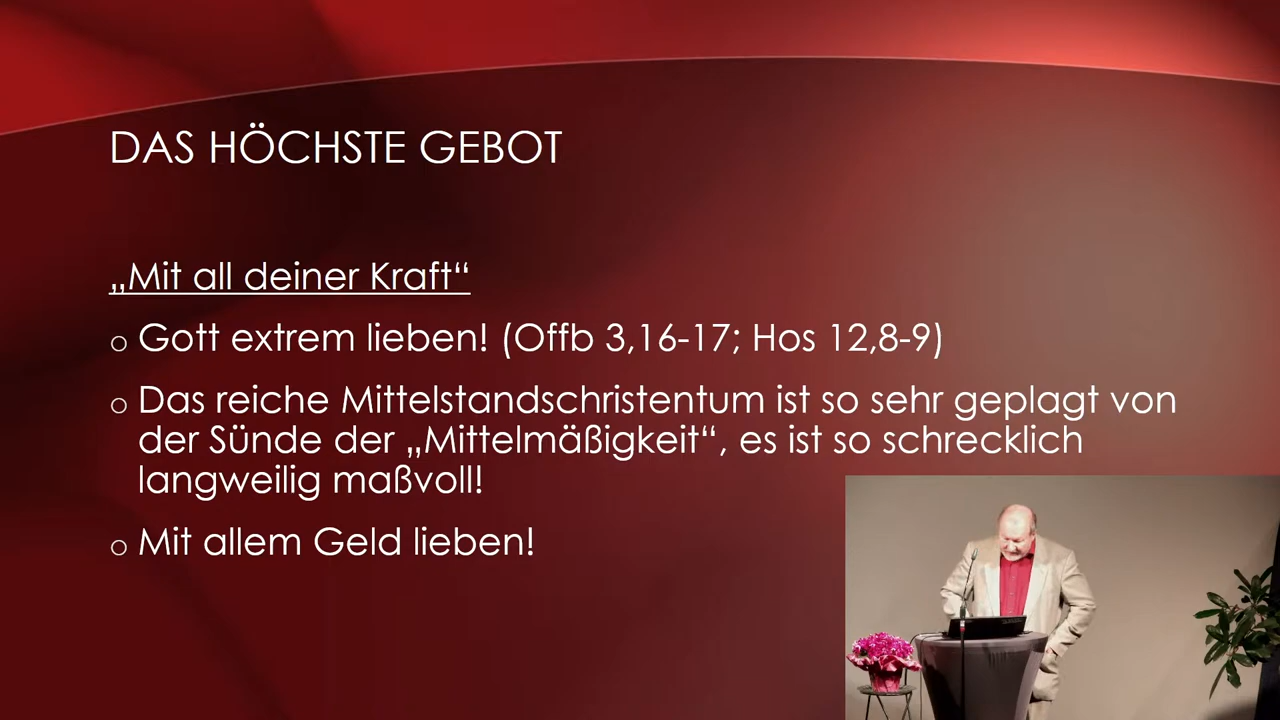 DAS HÖCHSTE GEBOT
„Mit all deiner Kraft“
o Gott extrem lieben! (Offb 3,16-17; Hos 12,8-9)
o Das reiche Mittelstandschristentum ist so sehr geplagt von
der Sünde der „Mittelmäßigkeit“, es ist so schrecklich
langweilig maßvoll!
o Mit allem Geld lieben!